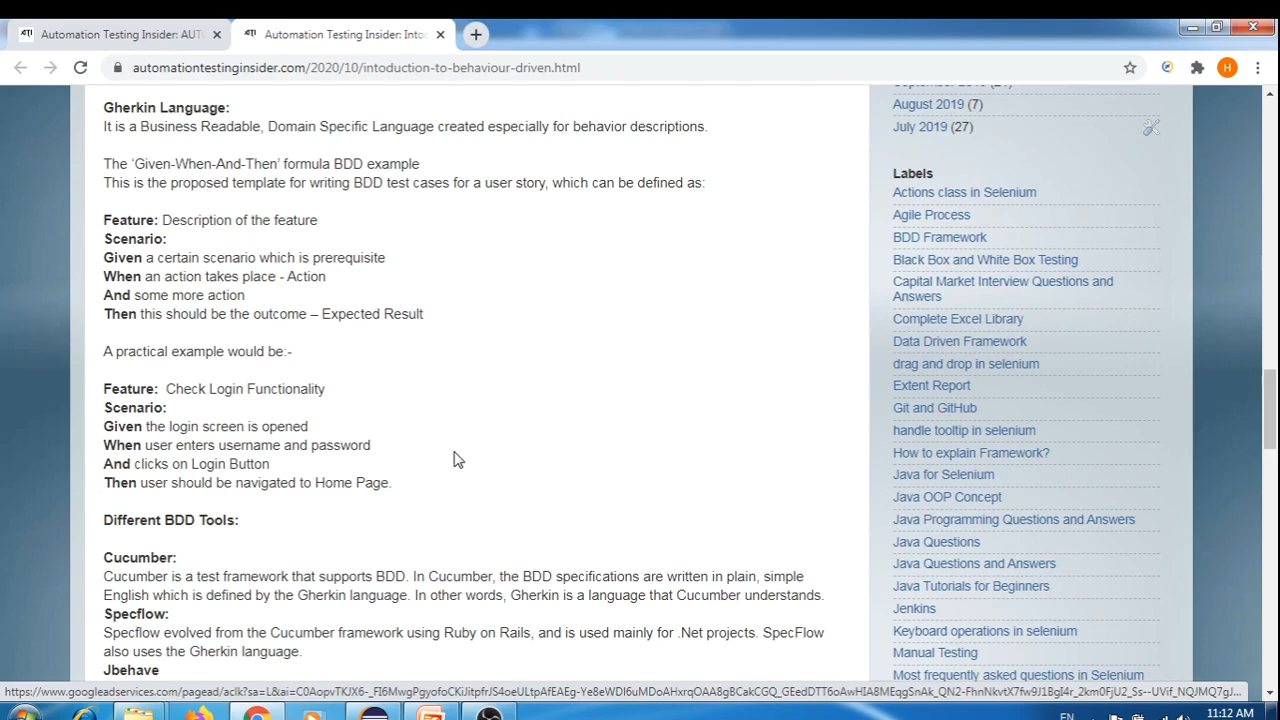 Automation Testing Insider: AUT
Automation Testing Insider: Intoc
automationtestinginsider.com/2020/10/intoduction-to-behaviour-driven.html
H
Gherkin Language:
It is a Business Readable, Domain Specific Language created especially for behavior descriptions.
The ‘Given-When-And-Then’ formula BDD example
This is the proposed template for writing BDD test cases for a user story, which can be defined as:
Feature: Description of the feature
Scenario:
Given a certain scenario which is prerequisite
When an action takes place - Action
And some more action
Then this should be the outcome – Expected Result
A practical example would be:-
Feature:  Check Login Functionality
Scenario:
Given the login screen is opened
When user enters username and password
And clicks on Login Button
Then user should be navigated to Home Page.
Different BDD Tools:
Cucumber:
Cucumber is a test framework that supports BDD. In Cucumber, the BDD specifications are written in plain, simple
English which is defined by the Gherkin language. In other words, Gherkin is a language that Cucumber understands.
Specflow:
Specflow evolved from the Cucumber framework using Ruby on Rails, and is used mainly for .Net projects. SpecFlow
also uses the Gherkin language.
Jbehave
August 2019 (7)
July 2019 (27)
Labels
Actions class in Selenium
Agile Process
BDD Framework
Black Box and White Box Testing
Capital Market Interview Questions and
Answers
Complete Excel Library
Data Driven Framework
drag and drop in selenium
Extent Report
Git and GitHub
handle tooltip in selenium
How to explain Framework?
Java for Selenium
Java OOP Concept
Java Programming Questions and Answers
Java Questions
Java Questions and Answers
Java Tutorials for Beginners
Jenkins
Keyboard operations in selenium
Manual Testing
Most frequently asked questions in Selenium
EN
11:12 AM